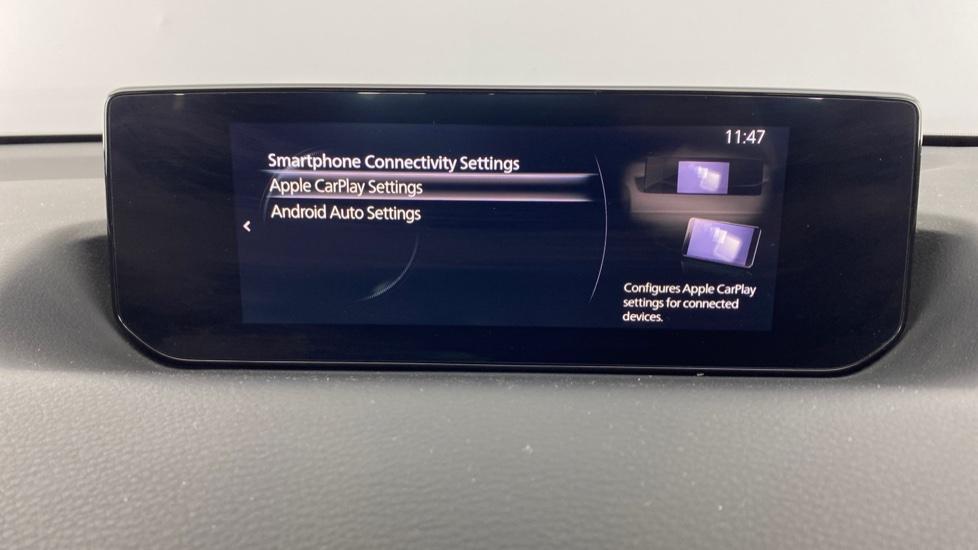 11:47
Smartphone Connectivity Settings
Apple CarPlay Settings
Android Auto Settings
Configures Apple CarPlay
settings for connected
devices.